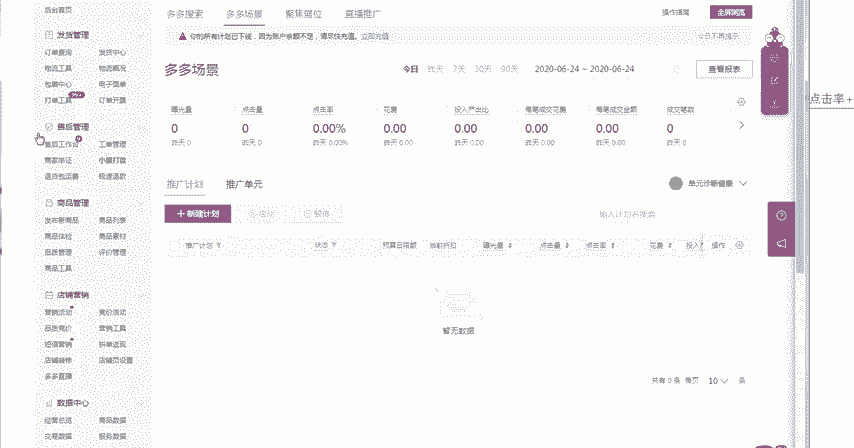 后台首页
多多搜索 多多场景 聚焦展位 直播推广 操作指南 全屏浏览
你的所有计划已下线，因为账户余额不足，请尽快充值。立即充值 今日不再提示
发货管理
订单查询 发货中心
物流工具 物流概况
包裹中心 电子面单
打单工具 订单开票
多多场景 今日 昨天 7天 30天 90天 2020-06-24 ~ 2020-06-24 查看报表
点击率+
曝光量 点击量 点击率 花费 投入产出比 每笔成交花费 每笔成交金额 成交笔数
0 0 0.00% 0.00 0.00 0.00 0.00 0
昨天 0 昨天 0 昨天 0.00% 昨天 0.00 昨天 0.00 昨天 0.00 昨天 0.00 昨天 0
售后管理
售后工作台 工单管理
商家举证 小额打款
退货包运费 极速退款
推广计划 推广单元 单元诊断健康
商品管理
+ 新建计划 启动 暂停 输入计划名搜索
发布新商品 商品列表
商品体检 商品素材
品质管理 评价管理
商品工具
推广计划 状态 预算日限额 当前折扣 曝光量 点击量 点击率 花费 投入 操作
店铺营销
营销活动 竞价活动
品质竞价 营销工具
短信营销 拼单返现
店铺装修 店铺页设置
多多直播
暂无数据
共有 0 条 每页 10 条
数据中心
经营总览 商品数据
交易数据 服务数据